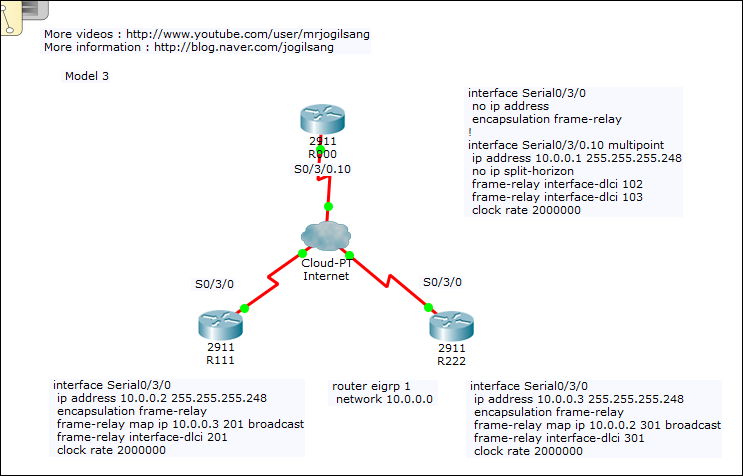 More videos : http://www.youtube.com/user/mrjogilsang
More information : http://blog.naver.com/jogilsang
Model 3
interface Serial0/3/0
no ip address
encapsulation frame-relay
!
interface Serial0/3/0.10 multipoint
ip address 10.0.0.1 255.255.255.248
no ip split-horizon
frame-relay interface-dlci 102
frame-relay interface-dlci 103
clock rate 2000000
2911
R000
S0/3/0.10
Cloud-PT
Internet
S0/3/0
S0/3/0
2911
R111
2911
R222
interface Serial0/3/0
ip address 10.0.0.2 255.255.255.248
encapsulation frame-relay
frame-relay map ip 10.0.0.3 201 broadcast
frame-relay interface-dlci 201
clock rate 2000000
router eigrp 1
network 10.0.0.0
interface Serial0/3/0
ip address 10.0.0.3 255.255.255.248
encapsulation frame-relay
frame-relay map ip 10.0.0.2 301 broadcast
frame-relay interface-dlci 301
clock rate 2000000